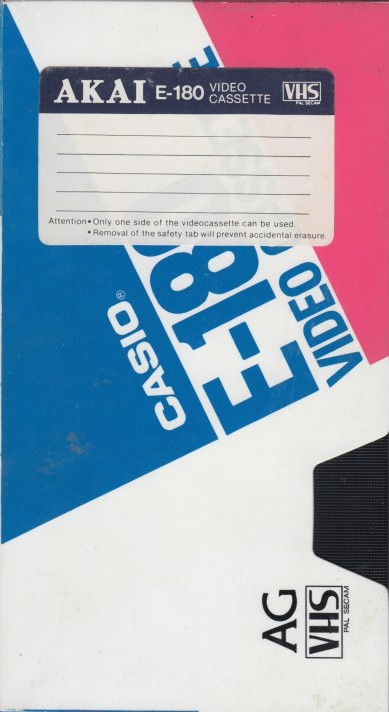 AKAI E-180 VIDEO CASSETTE VHS
PAL SECAM
Attention • Only one side of the videocassette can be used.
• Removal of the safety tab will prevent accidental erasure.
CASIO®
E-180
VIDEO
AG
VHS
PAL SECAM